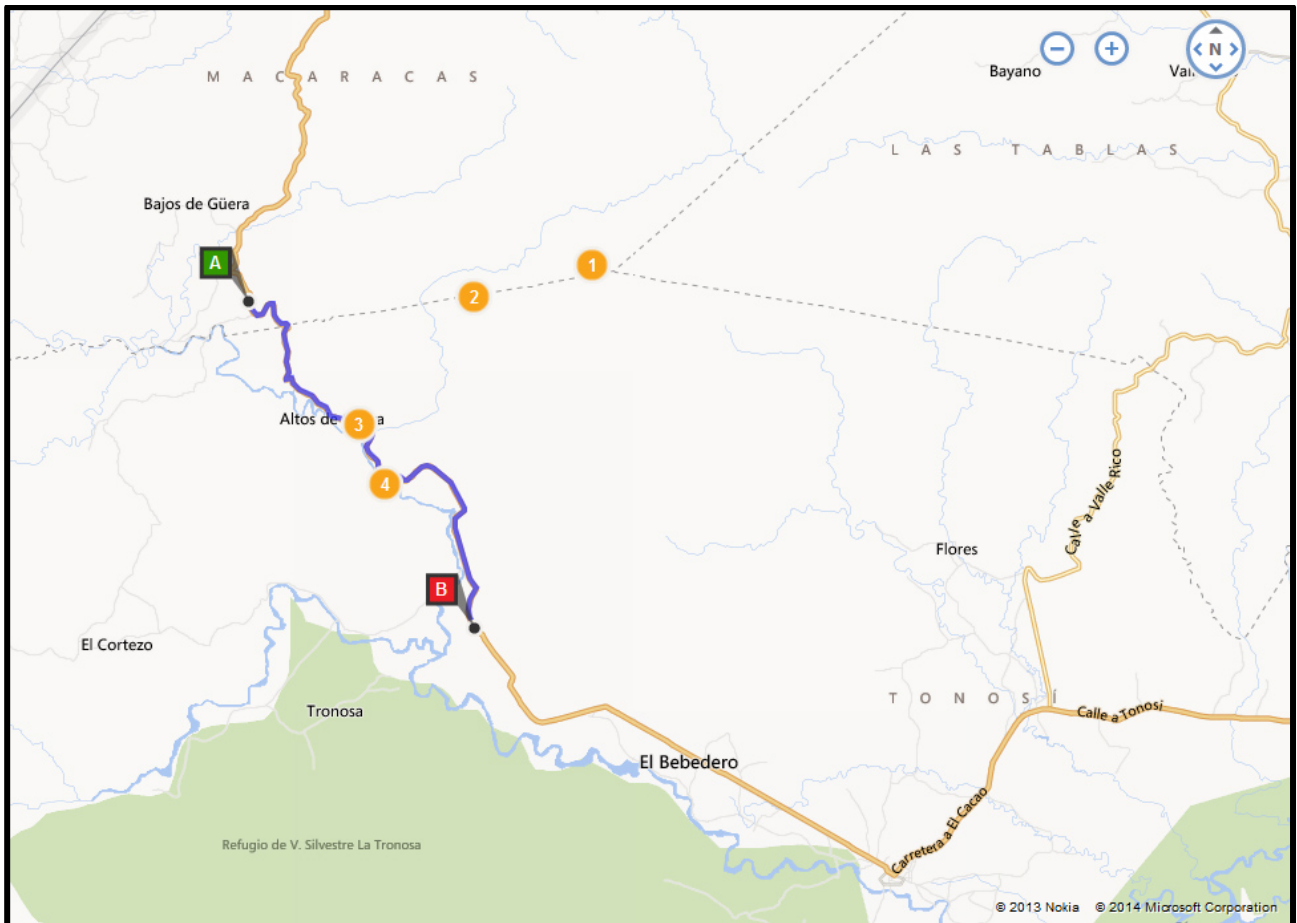 MACARACAS
Bayano
N
LAS TABLAS
Bajos de Güera
A
1
2
Altos de
3
4
Calle a Valle Rico
Flores
B
El Cortezo
TONOSÍ
Tronosa
Calle a Tonosi
El Bebedero
Carretera a El Cacao
Refugio de V. Silvestre La Tronosa
© 2013 Nokia © 2014 Microsoft Corporation